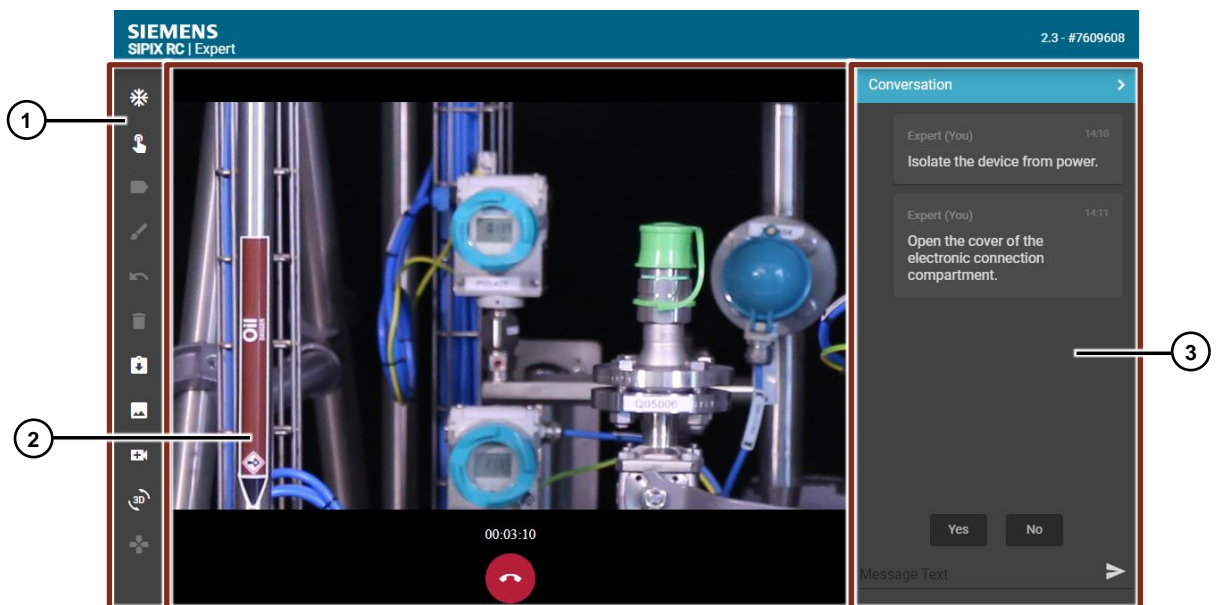 SIEMENS
SIPIX RC | Expert
2.3 - #7609608
1
2
3D
Oil
DANGER
Q05006
00:03:10
Conversation
Expert (You) 14:10
Isolate the device from power.
Expert (You) 14:11
Open the cover of the
electronic connection
compartment.
3
Yes No
Message Text